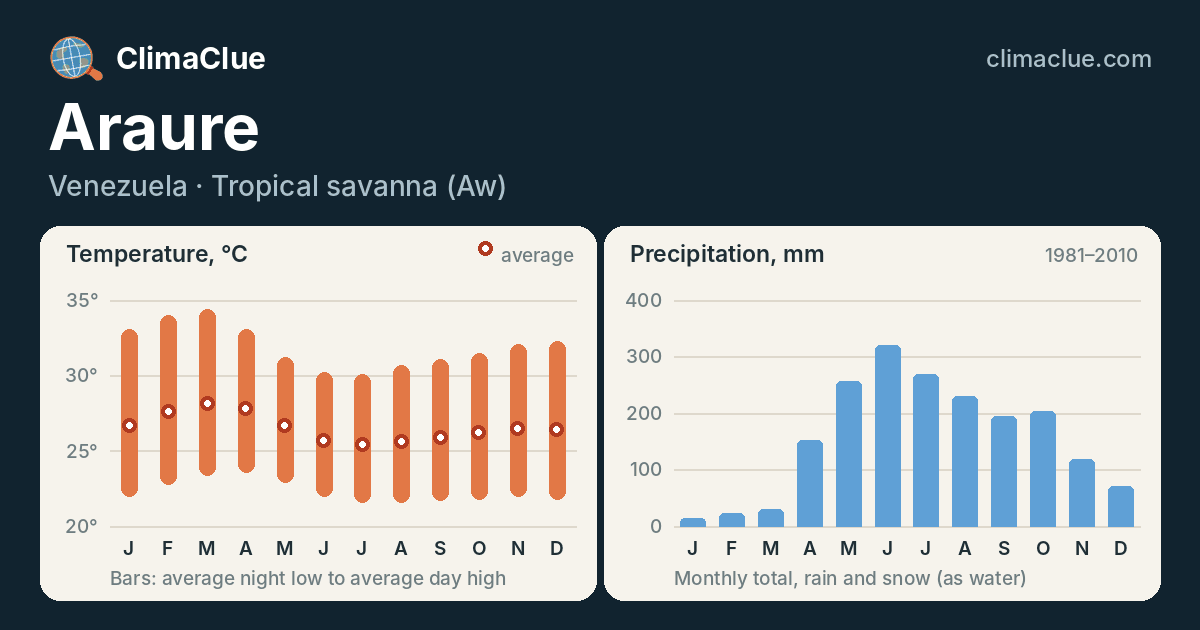 ClimaClue
climaclue.com
Araure
Venezuela · Tropical savanna (Aw)
Temperature, °C
average
35°
30°
25°
20°
J F M A M J J A S O N D
Bars: average night low to average day high
Precipitation, mm
1981–2010
400
300
200
100
0
J F M A M J J A S O N D
Monthly total, rain and snow (as water)